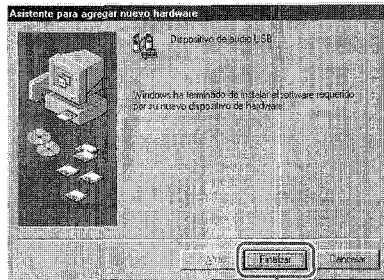 Asistente para agregar nuevo hardware
Dispositivo de audio USB
Windows ha terminado de instalar el software requerido
por su nuevo dispositivo de hardware.
Finalizar
Cancelar